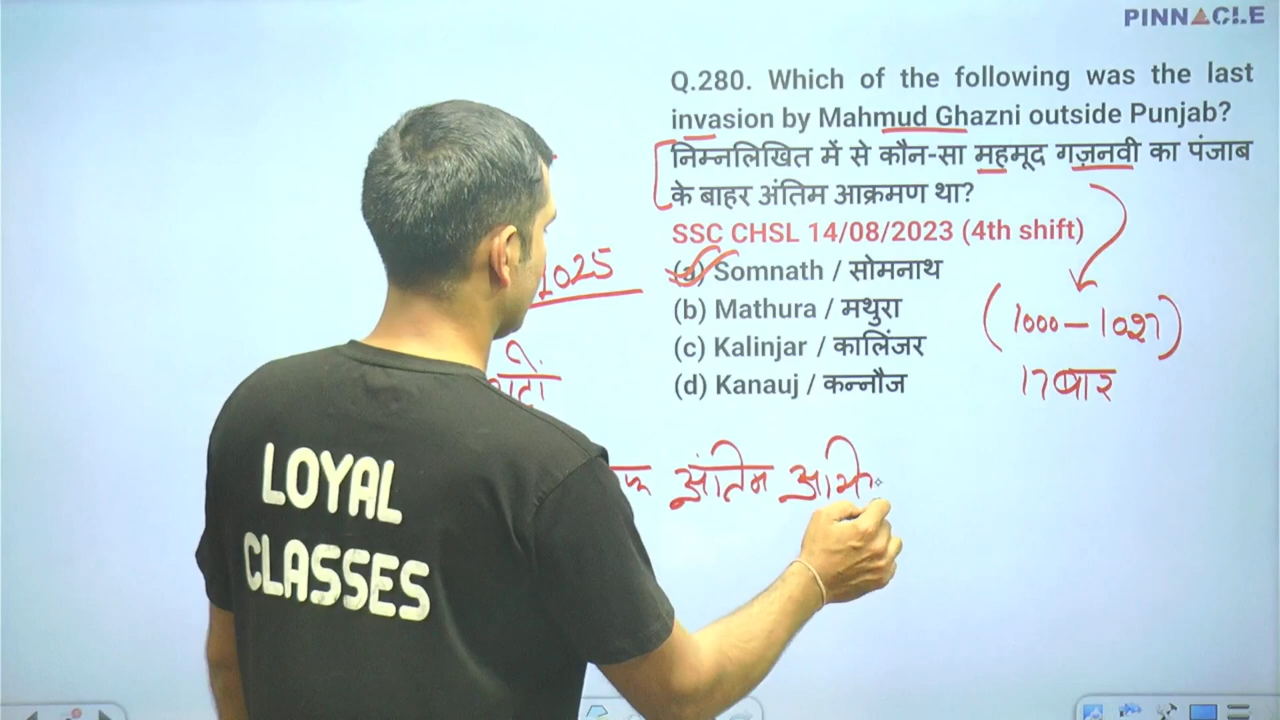 PINNACLE
Q.280. Which of the following was the last
invasion by Mahmud Ghazni outside Punjab?
निम्नलिखित में से कौन-सा महमूद गज़नवी का पंजाब
के बाहर अंतिम आक्रमण था?
SSC CHSL 14/08/2023 (4th shift)
1025
(a) Somnath / सोमनाथ
(b) Mathura / मथुरा
(1000-1027)
(c) Kalinjar / कालिंजर
(d) Kanauj / कन्नौज
17 बार
अंतिम
LOYAL
CLASSES